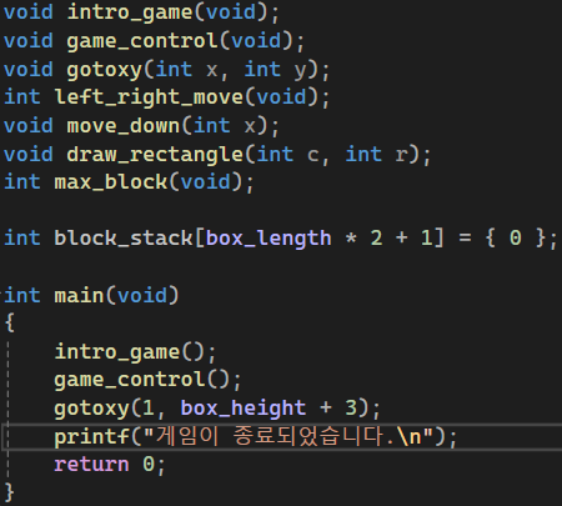 void intro_game(void);
void game_control(void);
void gotoxy(int x, int y);
int left_right_move(void);
void move_down(int x);
void draw_rectangle(int c, int r);
int max_block(void);
int block_stack[box_length * 2 + 1] = { 0 };
int main(void)
{
intro_game();
game_control();
gotoxy(1, box_height + 3);
printf("게임이 종료되었습니다.\n");
return 0;
}